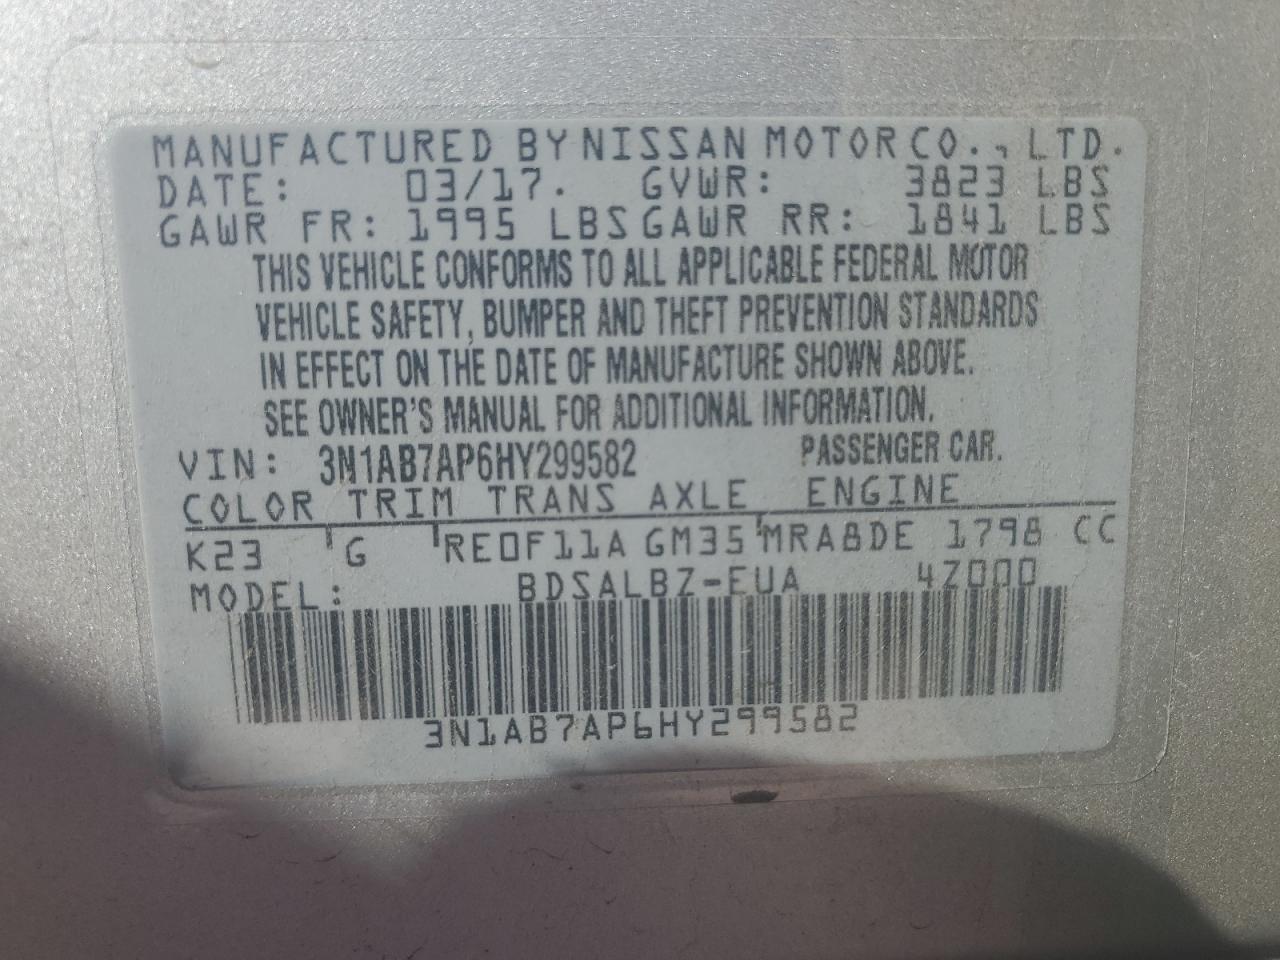 MANUFACTURED BY NISSAN MOTOR CO., LTD.
DATE: 03/17. GVWR: 3823 LBS
GAWR FR: 1995 LBS GAWR RR: 1841 LBS
THIS VEHICLE CONFORMS TO ALL APPLICABLE FEDERAL MOTOR
VEHICLE SAFETY, BUMPER AND THEFT PREVENTION STANDARDS
IN EFFECT ON THE DATE OF MANUFACTURE SHOWN ABOVE.
SEE OWNER'S MANUAL FOR ADDITIONAL INFORMATION.
VIN: 3N1AB7AP6HY299582 PASSENGER CAR.
COLOR TRIM TRANS AXLE ENGINE
K23 G RE0F11A GM35 MRA8DE 1798 CC
MODEL: BDSALBZ-EUA 4Z000
3N1AB7AP6HY299582